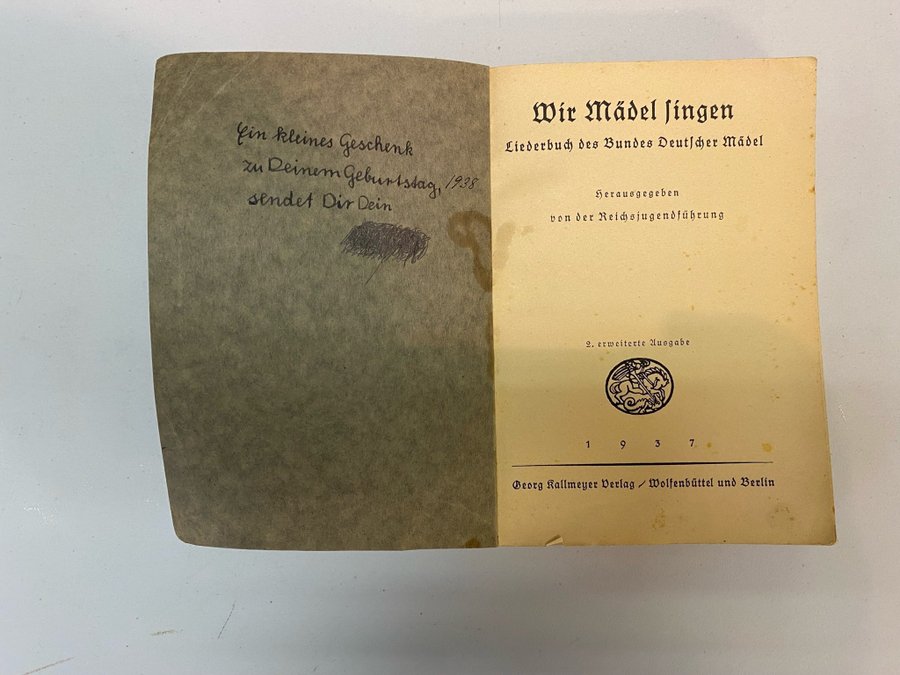 Ein kleines Geschenk
zu Deinem Geburtstag, 1938
sendet Dir Dein
Wir Mädel singen
Liederbuch des Bundes Deutscher Mädel
Herausgegeben
von der Reichsjugendführung
2. erweiterte Ausgabe
1937
Georg Kallmeyer Verlag / Wolfenbüttel und Berlin